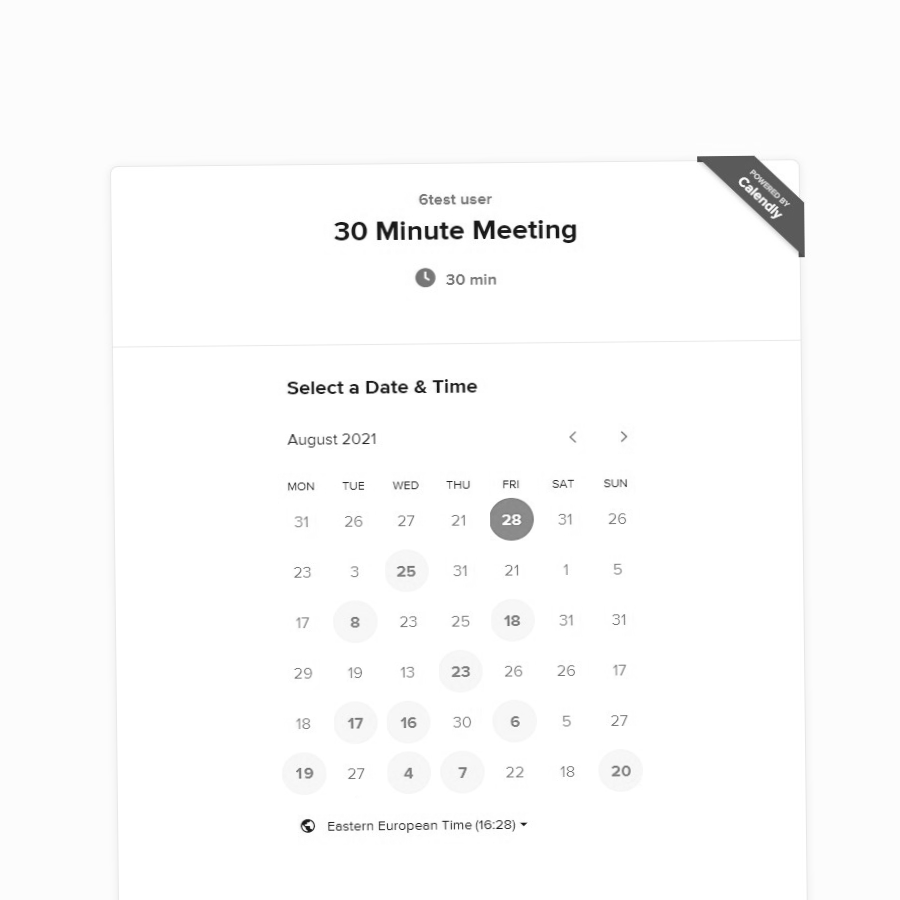 POWERED BY
Calendly
6test user
30 Minute Meeting
30 min
Select a Date & Time
August 2021
MON TUE WED THU FRI SAT SUN
31 26 27 21 28 31 26
23 3 25 31 21 1 5
17 8 23 25 18 31 31
29 19 13 23 26 26 17
18 17 16 30 6 5 27
19 27 4 7 22 18 20
Eastern European Time (16:28)